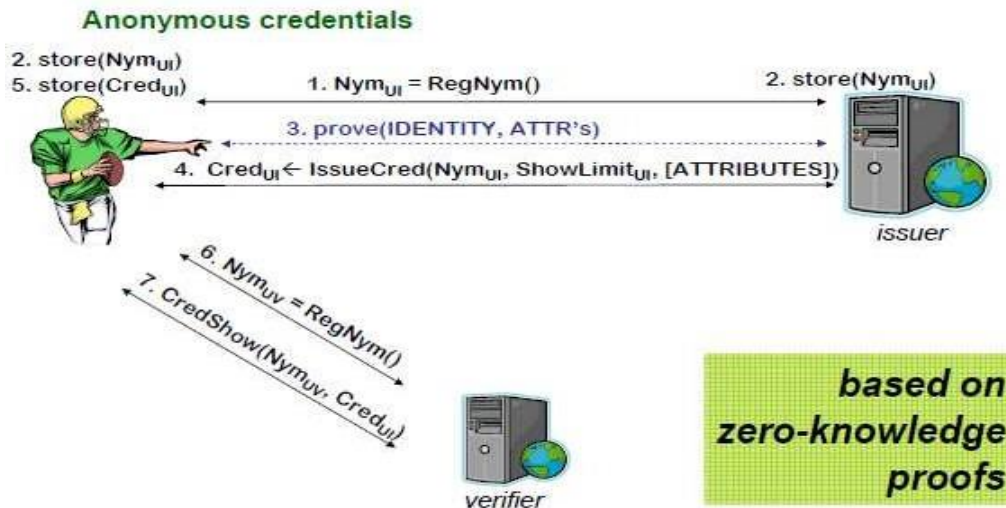 Anonymous credentials
2. store(Nym_UI)
5. store(Cred_UI)
1. Nym_UI = RegNym()
2. store(Nym_UI)
3. prove(IDENTITY, ATTR's)
4. Cred_UI ← IssueCred(Nym_UI, ShowLimit_UI, [ATTRIBUTES])
issuer
6. Nym_UV = RegNym()
7. CredShow(Nym_UV, Cred_UI)
verifier
based on
zero-knowledge
proofs